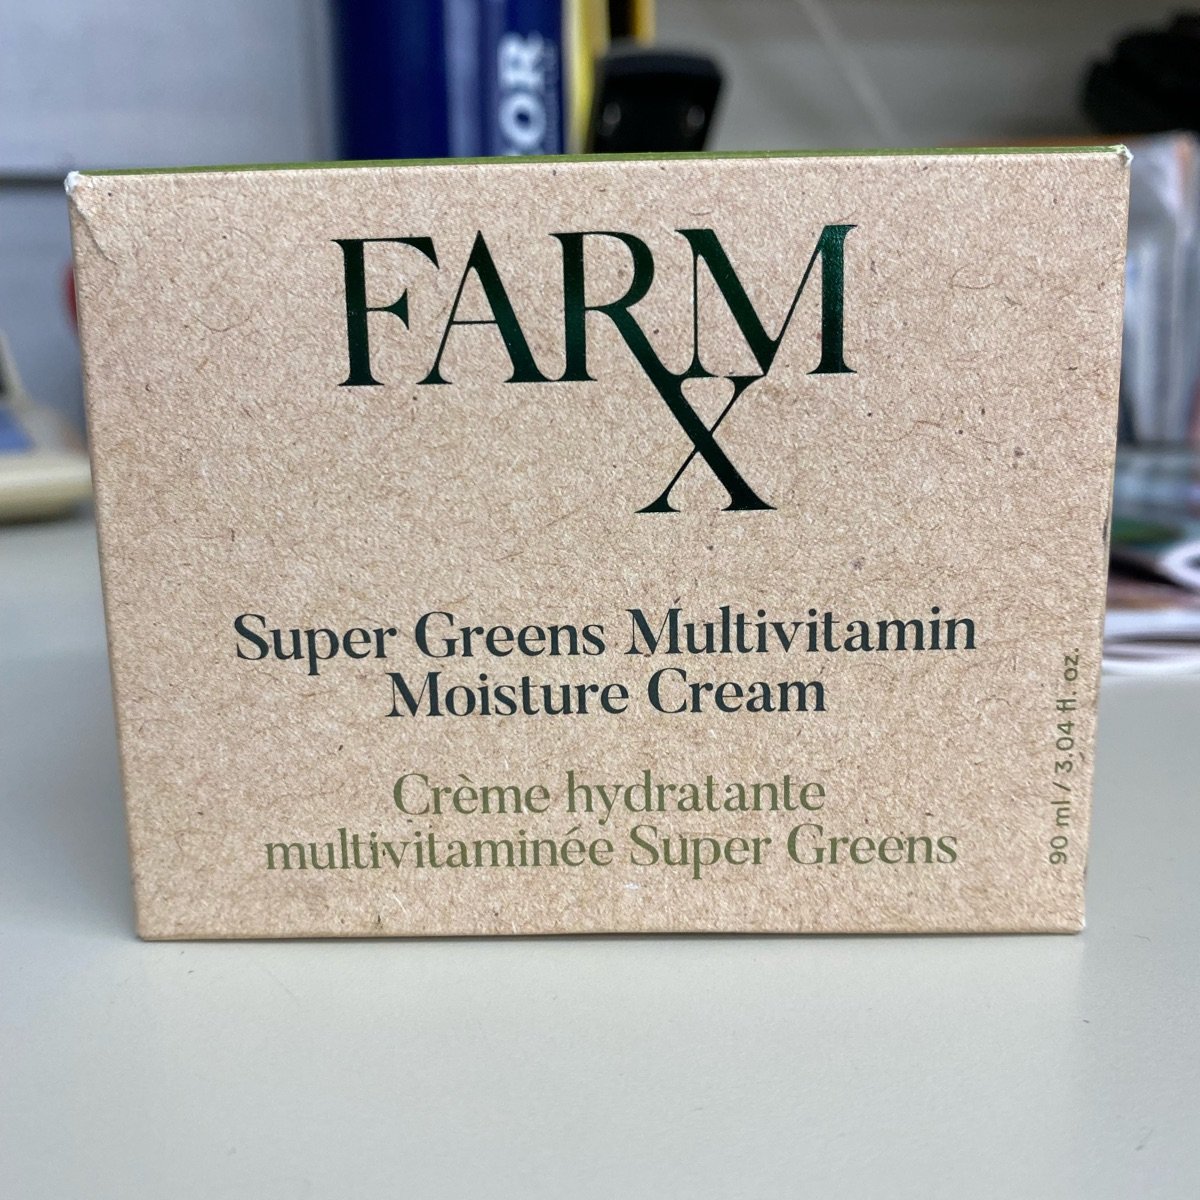 FARM
X
Super Greens Multivitamin
Moisture Cream
Crème hydratante
multivitaminée Super Greens
90 ml / 3.04 fl. oz.